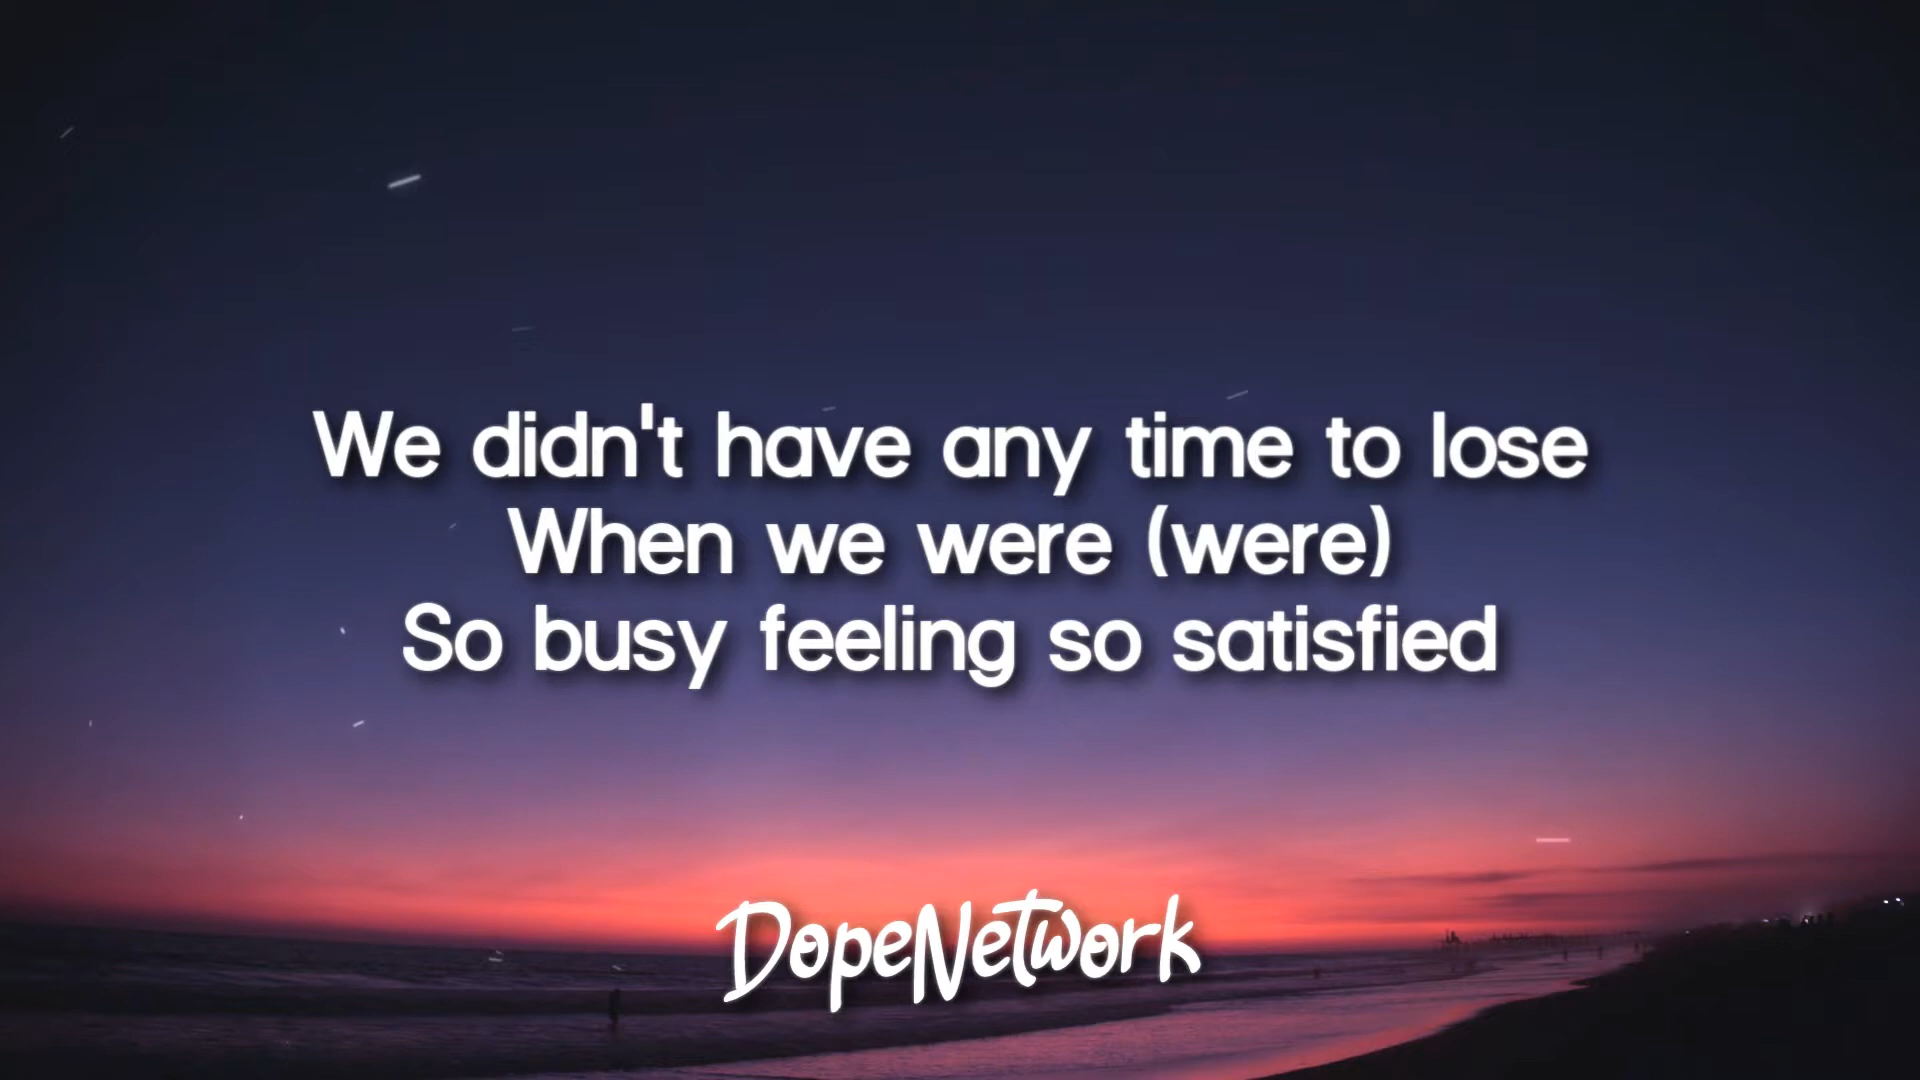 We didn't have any time to lose
When we were (were)
So busy feeling so satisfied
DopeNetwork